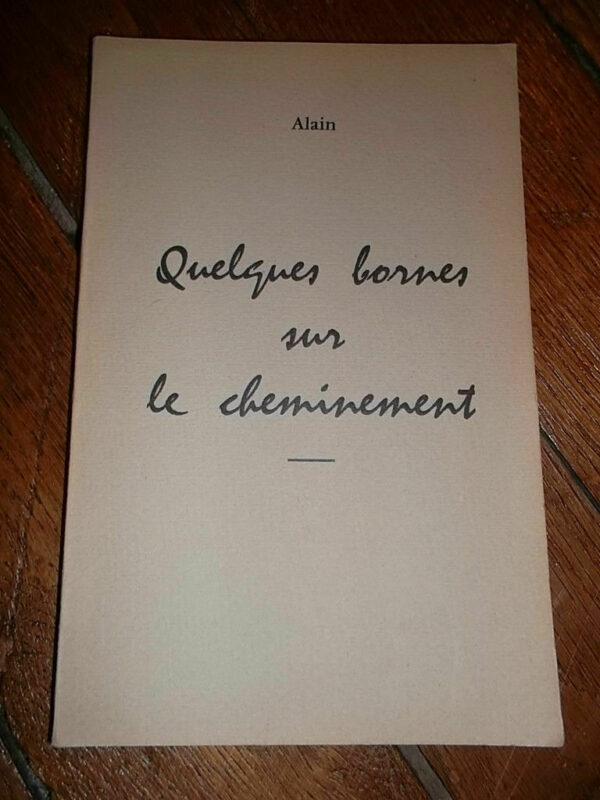 Alain
Quelques bornes
sur
le cheminement